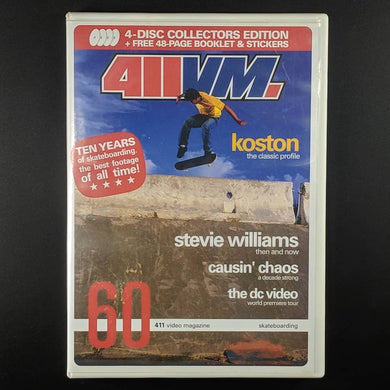 4-DISC COLLECTORS EDITION
+ FREE 48-PAGE BOOKLET & STICKERS
411VM.
koston
the classic profile
TEN YEARS
of skateboarding.
the best footage
of all time!
stevie williams
then and now
causin' chaos
a decade strong
the dc video
world premiere tour
60
411 video magazine
skateboarding